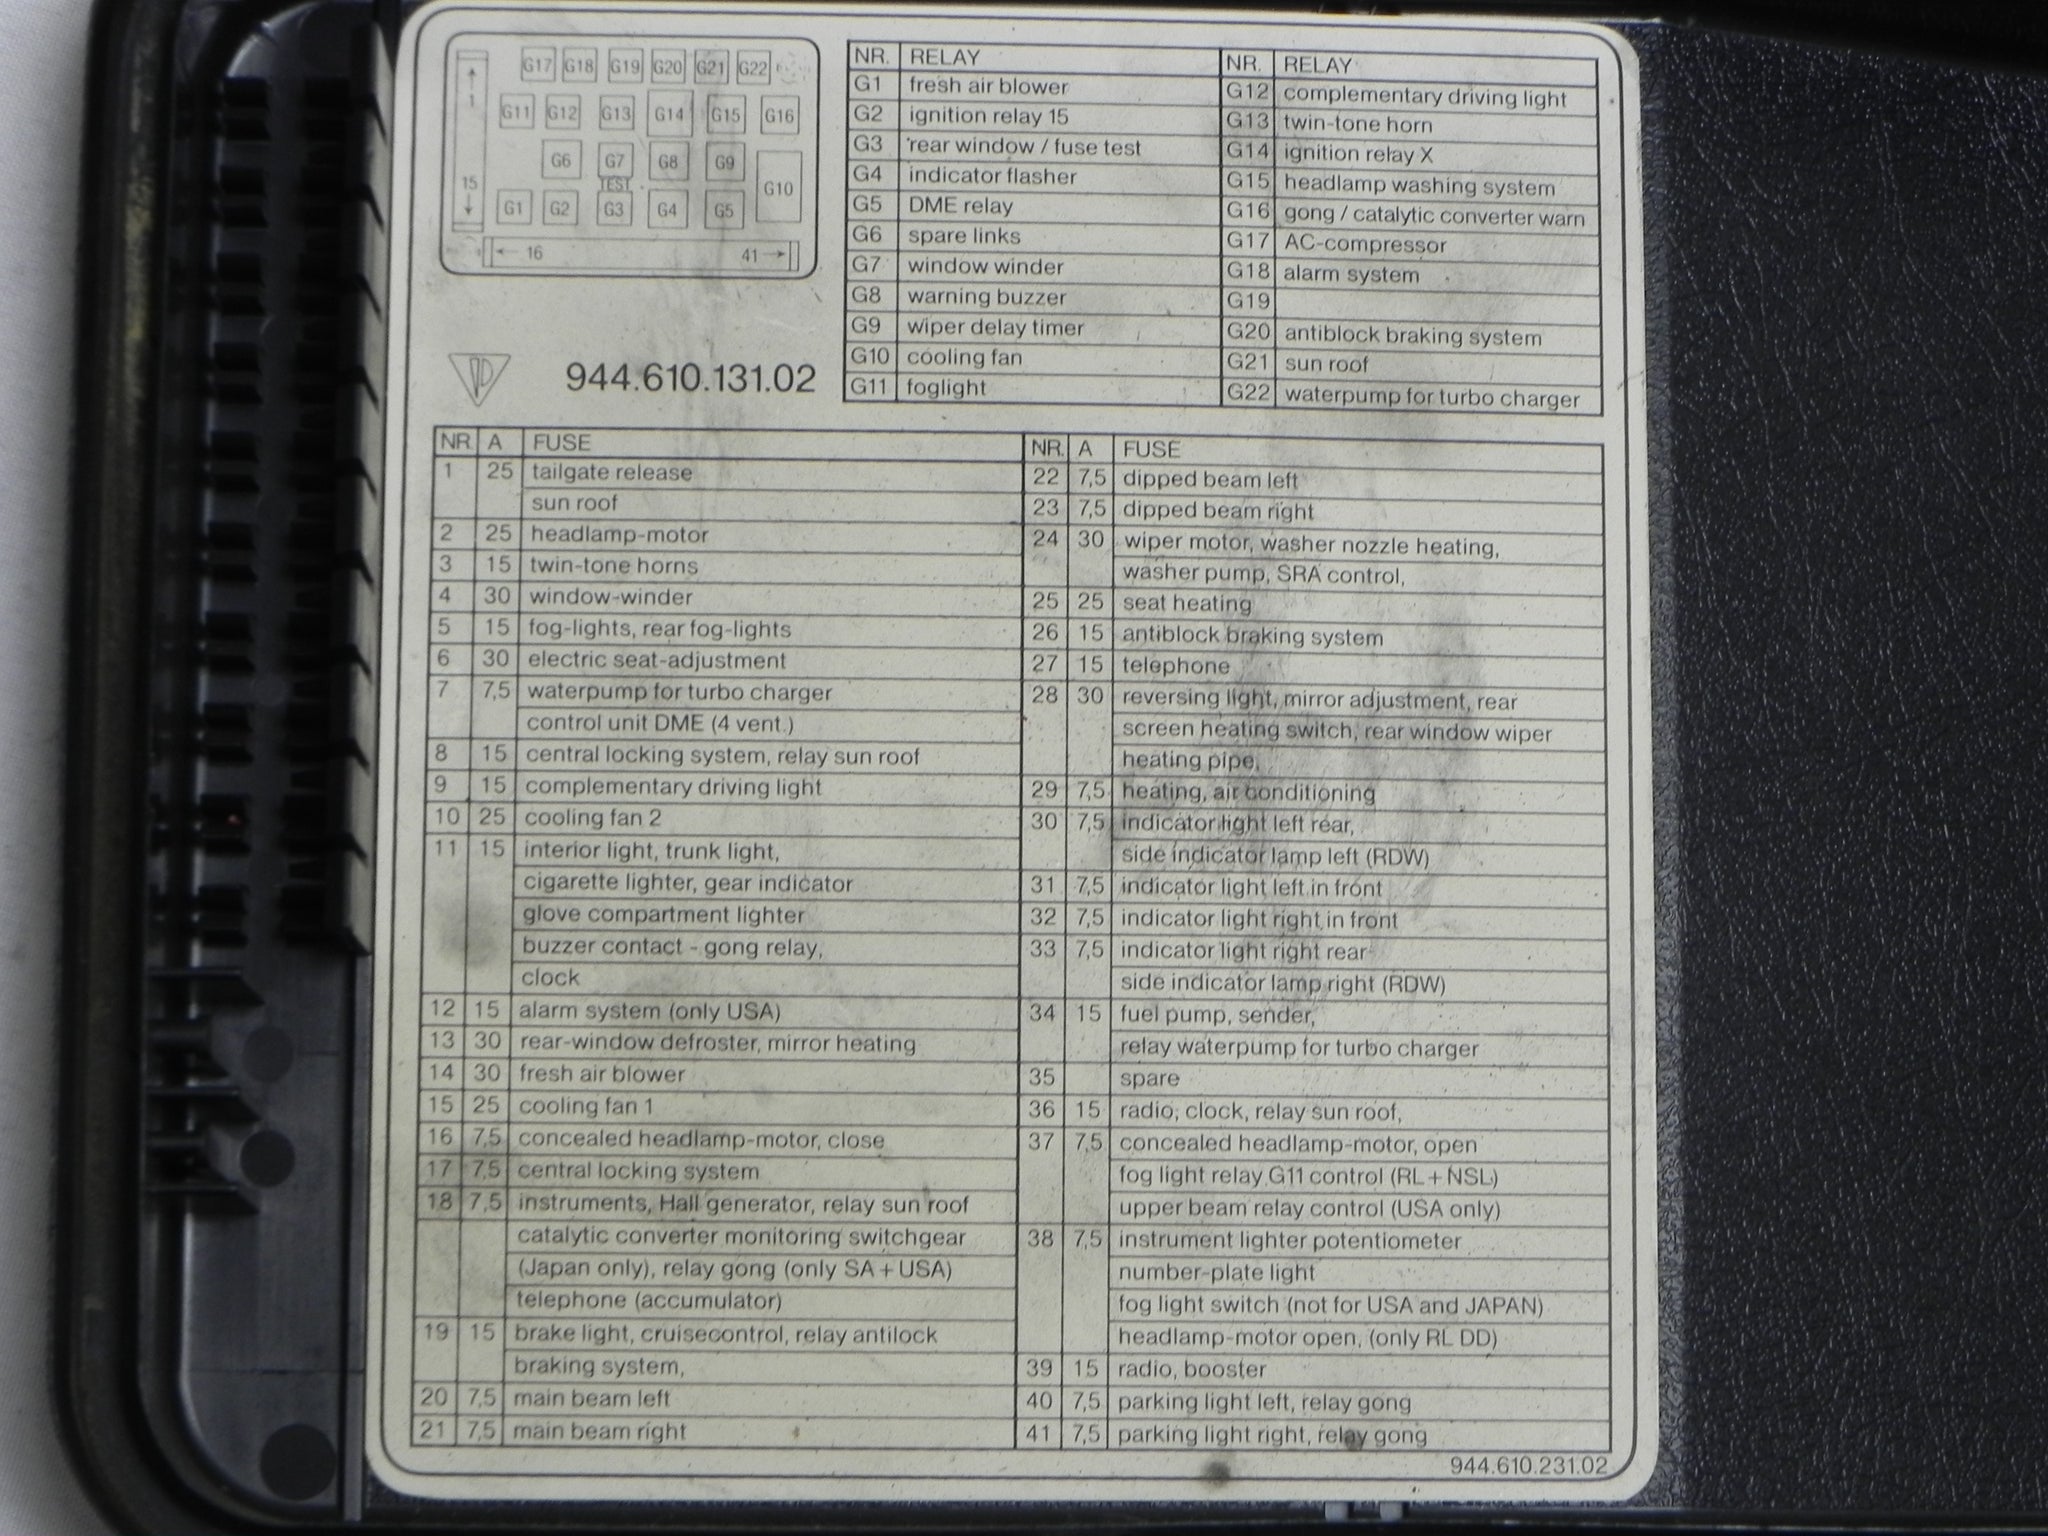 G17 G18 G19 G20 G21 G22
1 G11 G12 G13 G14 G15 G16
G6 G7 G8 G9
15 TEST G10
G1 G2 G3 G4 G5
← 16 41 →
944.610.131.02
NR. RELAY
G1 fresh air blower
G2 ignition relay 15
G3 rear window / fuse test
G4 indicator flasher
G5 DME relay
G6 spare links
G7 window winder
G8 warning buzzer
G9 wiper delay timer
G10 cooling fan
G11 foglight
NR. RELAY
G12 complementary driving light
G13 twin-tone horn
G14 ignition relay X
G15 headlamp washing system
G16 gong / catalytic converter warn
G17 AC-compressor
G18 alarm system
G19
G20 antiblock braking system
G21 sun roof
G22 waterpump for turbo charger
NR. A FUSE
1 25 tailgate release
sun roof
2 25 headlamp-motor
3 15 twin-tone horns
4 30 window-winder
5 15 fog-lights, rear fog-lights
6 30 electric seat-adjustment
7 7,5 waterpump for turbo charger
control unit DME (4 vent.)
8 15 central locking system, relay sun roof
9 15 complementary driving light
10 25 cooling fan 2
11 15 interior light, trunk light,
cigarette lighter, gear indicator
glove compartment lighter
buzzer contact - gong relay,
clock
12 15 alarm system (only USA)
13 30 rear-window defroster, mirror heating
14 30 fresh air blower
15 25 cooling fan 1
16 7,5 concealed headlamp-motor, close
17 7,5 central locking system
18 7,5 instruments, Hall generator, relay sun roof
catalytic converter monitoring switchgear
(Japan only), relay gong (only SA + USA)
telephone (accumulator)
19 15 brake light, cruisecontrol, relay antilock
braking system,
20 7,5 main beam left
21 7,5 main beam right
NR. A FUSE
22 7,5 dipped beam left
23 7,5 dipped beam right
24 30 wiper motor, washer nozzle heating,
washer pump, SRA control,
25 25 seat heating
26 15 antiblock braking system
27 15 telephone
28 30 reversing light, mirror adjustment, rear
screen heating switch, rear window wiper
heating pipe,
29 7,5 heating, air conditioning
30 7,5 indicator light left rear,
side indicator lamp left (RDW)
31 7,5 indicator light left in front
32 7,5 indicator light right in front
33 7,5 indicator light right rear
side indicator lamp right (RDW)
34 15 fuel pump, sender,
relay waterpump for turbo charger
35 spare
36 15 radio, clock, relay sun roof,
37 7,5 concealed headlamp-motor, open
fog light relay G11 control (RL + NSL)
upper beam relay control (USA only)
38 7,5 instrument lighter potentiometer
number-plate light
fog light switch (not for USA and JAPAN)
headlamp-motor open, (only RL DD)
39 15 radio, booster
40 7,5 parking light left, relay gong
41 7,5 parking light right, relay gong
944.610.231.02